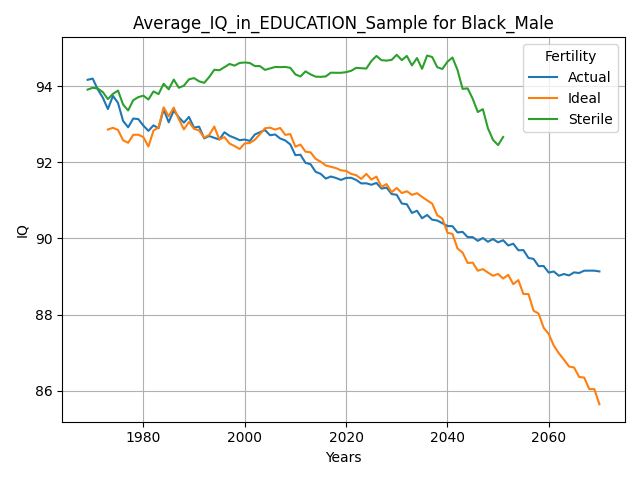 Average_IQ_in_EDUCATION_Sample for Black_Male
Fertility
Actual
Ideal
Sterile
IQ
94
92
90
88
86
1980
2000
2020
2040
2060
Years